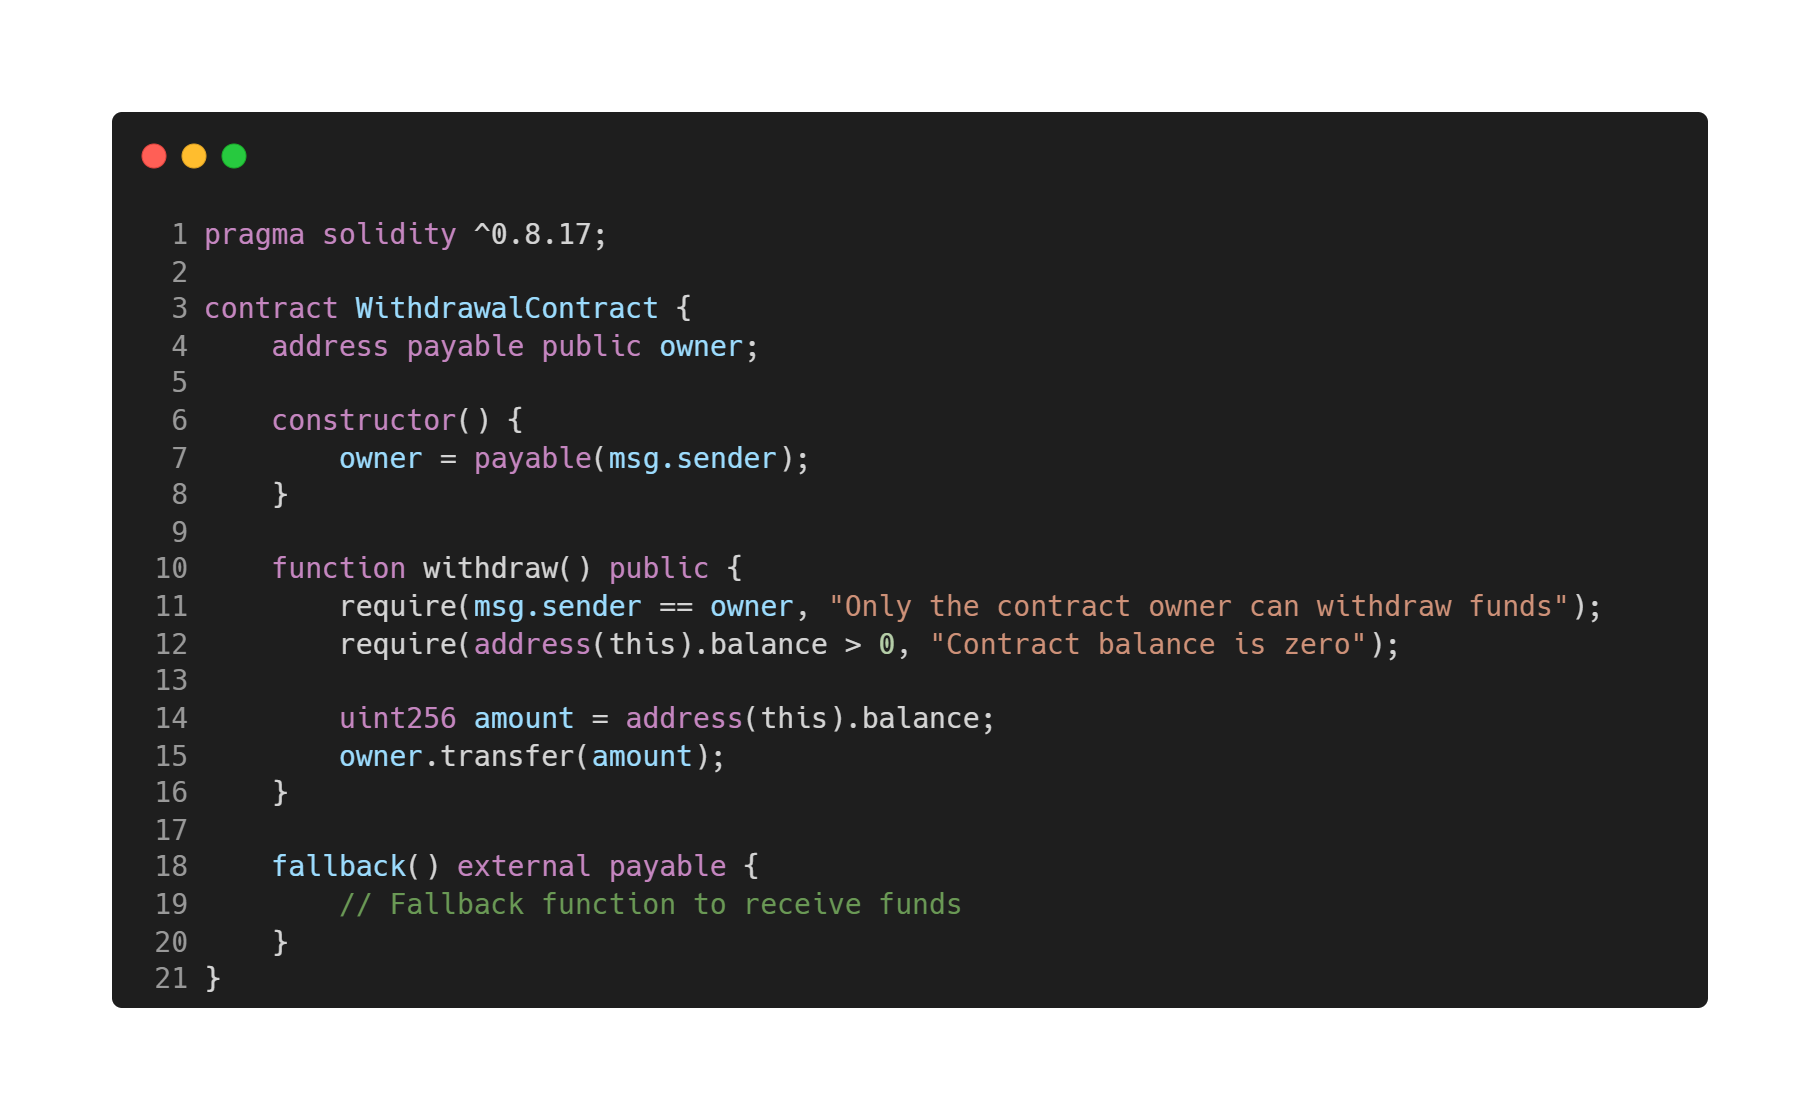 1 pragma solidity ^0.8.17;
2
3 contract WithdrawalContract {
4     address payable public owner;
5
6     constructor() {
7         owner = payable(msg.sender);
8     }
9
10     function withdraw() public {
11         require(msg.sender == owner, "Only the contract owner can withdraw funds");
12         require(address(this).balance > 0, "Contract balance is zero");
13
14         uint256 amount = address(this).balance;
15         owner.transfer(amount);
16     }
17
18     fallback() external payable {
19         // Fallback function to receive funds
20     }
21 }